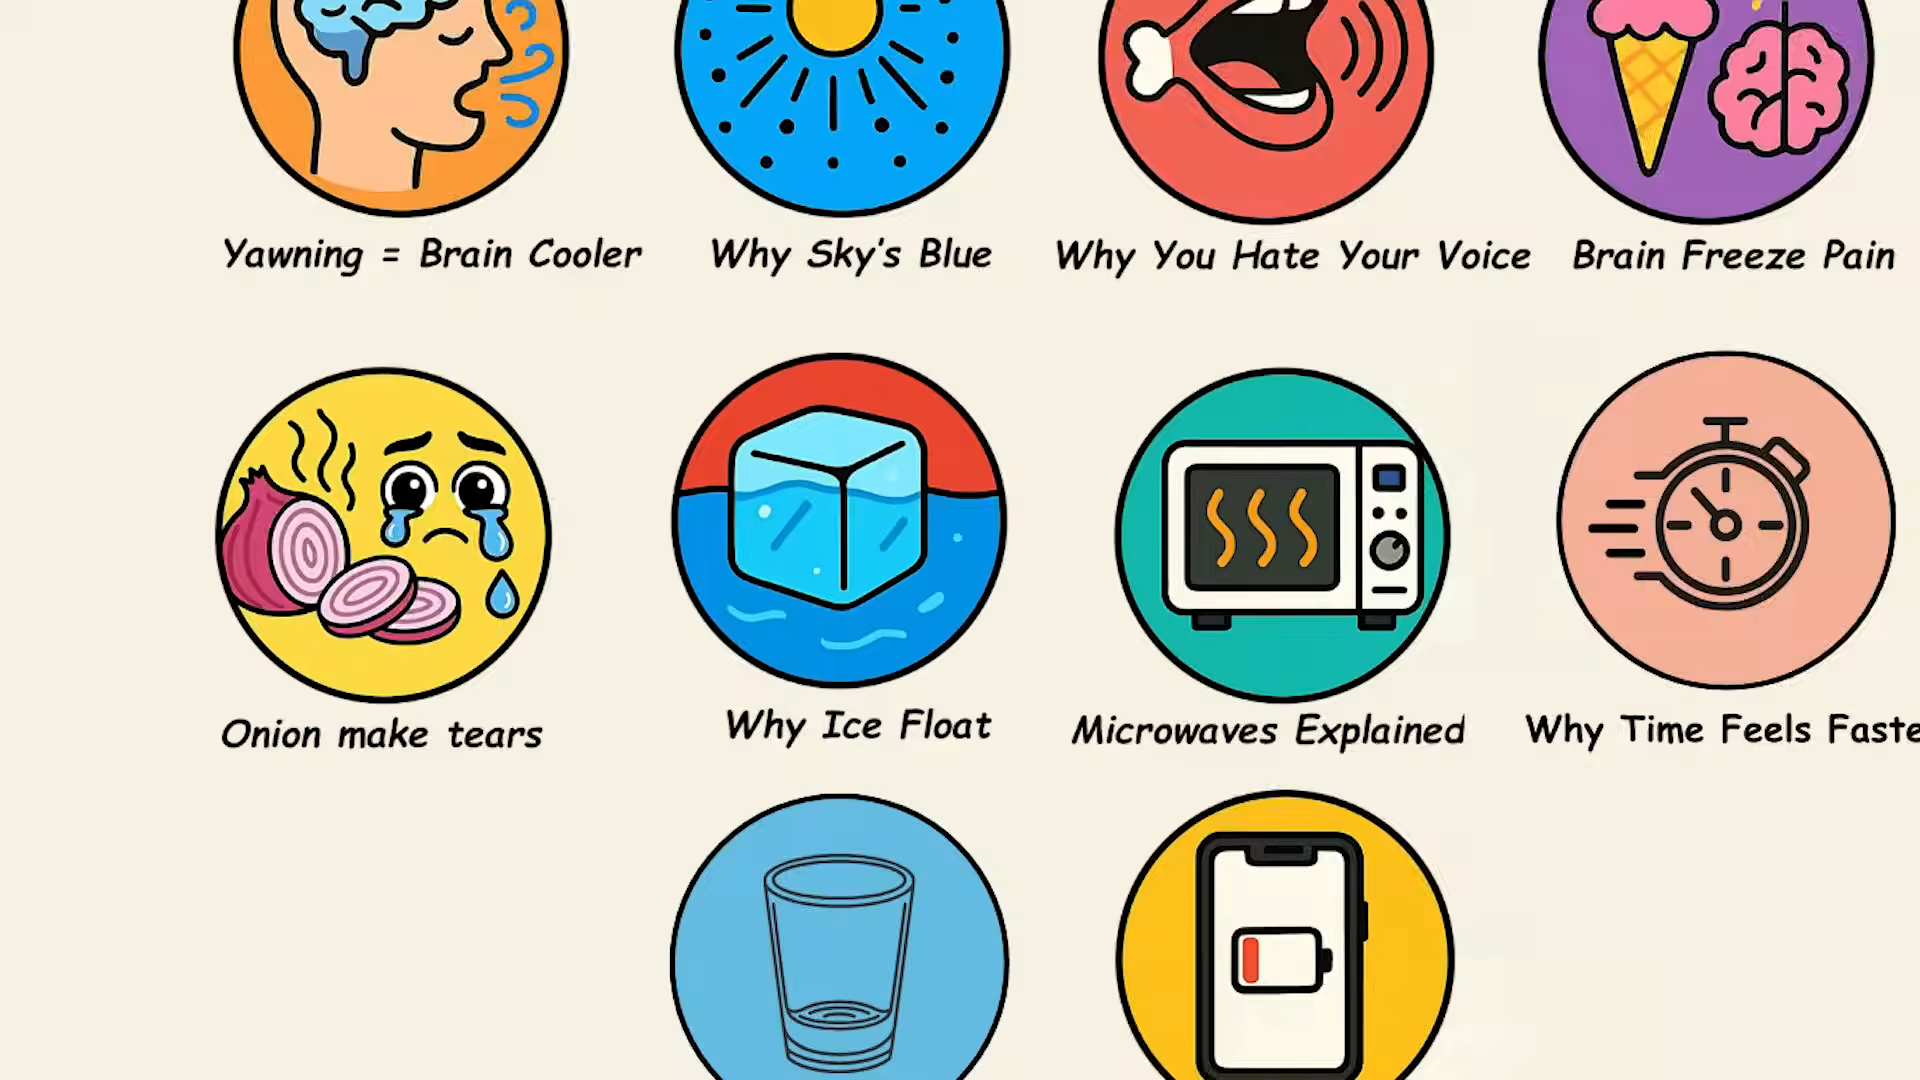 Yawning = Brain Cooler
Why Sky's Blue
Why You Hate Your Voice
Brain Freeze Pain
Onion make tears
Why Ice Float
Microwaves Explained
Why Time Feels Faste